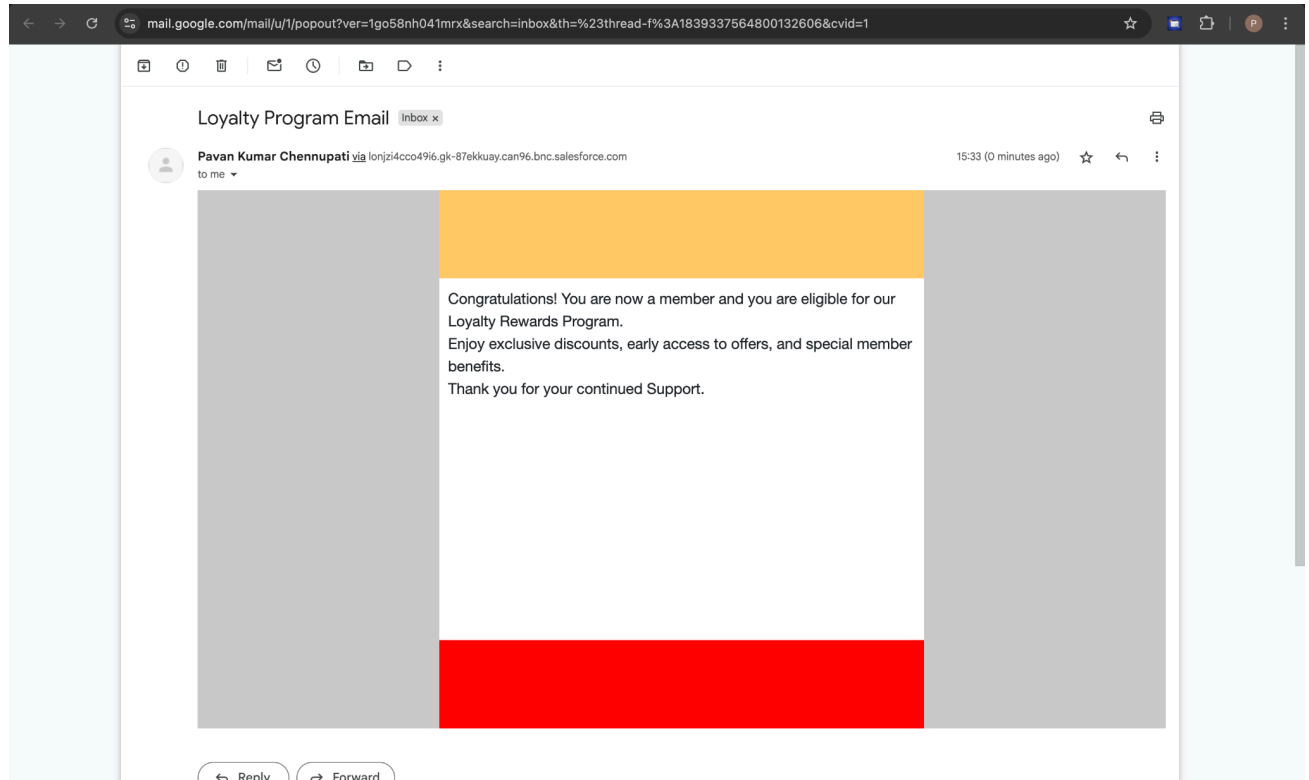 mail.google.com/mail/u/1/popout?ver=1go58nh041mrx&search=inbox&th=%23thread-f%3A1839337564800132606&cvid=1
P
Loyalty Program Email Inbox x
Pavan Kumar Chennupati via lonjzi4cco49i6.gk-87ekkuay.can96.bnc.salesforce.com 15:33 (0 minutes ago)
to me
Congratulations! You are now a member and you are eligible for our
Loyalty Rewards Program.
Enjoy exclusive discounts, early access to offers, and special member
benefits.
Thank you for your continued Support.
Reply Forward